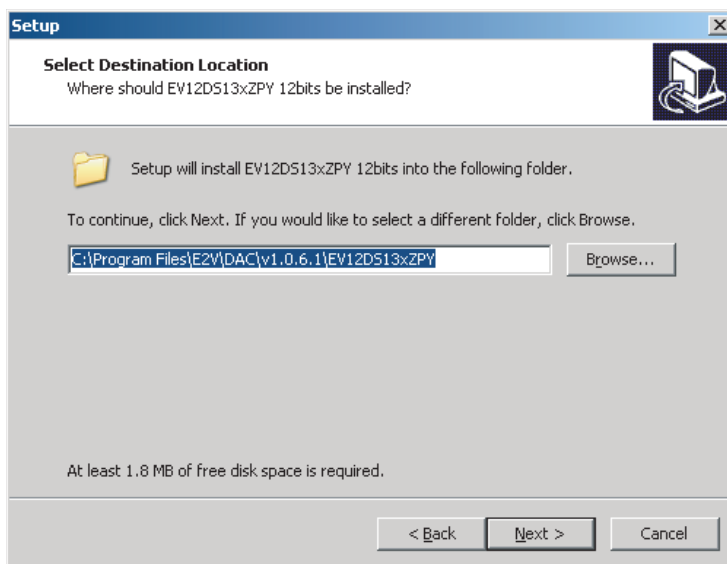 Setup
Select Destination Location
Where should EV12DS13xZPY 12bits be installed?
Setup will install EV12DS13xZPY 12bits into the following folder.
To continue, click Next. If you would like to select a different folder, click Browse.
C:\Program Files\E2V\DAC\v1.0.6.1\EV12DS13xZPY
Browse...
At least 1.8 MB of free disk space is required.
< Back
Next >
Cancel